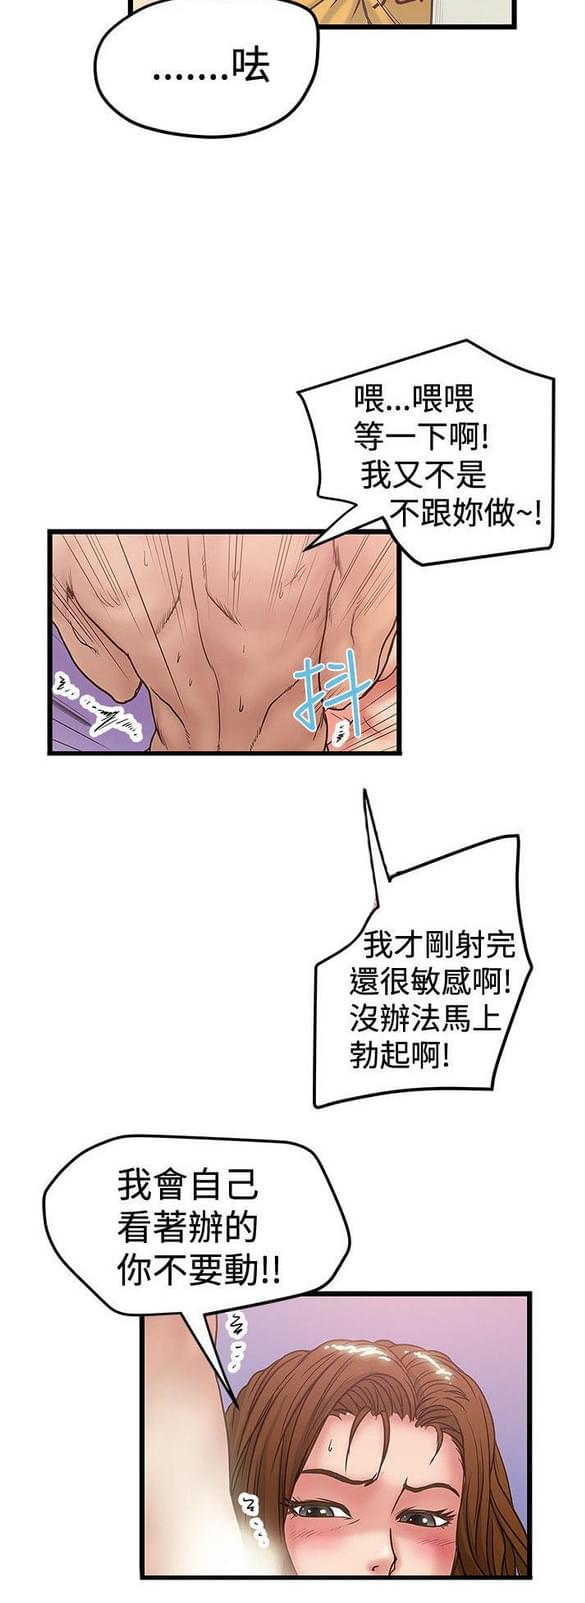 .......呿
喂...喂喂
等一下啊!
我又不是
不跟妳做~!
抖
我才剛射完
還很敏感啊!
沒辦法馬上
勃起啊!
我會自己
看著辦的
你不要動!!